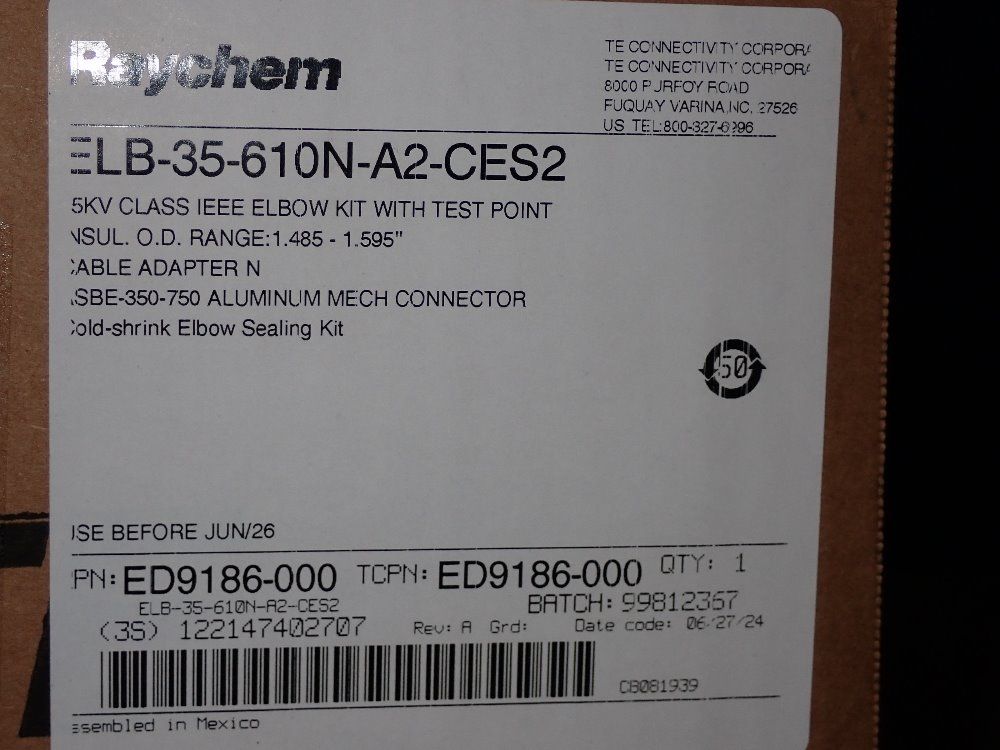 Raychem
TE CONNECTIVITY CORPORA
TE CONNECTIVITY CORPORA
8000 PURFOY ROAD
FUQUAY VARINA,NC, 27526
US TEL:800-327-6996
ELB-35-610N-A2-CES2
5KV CLASS IEEE ELBOW KIT WITH TEST POINT
NSUL. O.D. RANGE:1.485 - 1.595"
CABLE ADAPTER N
ASBE-350-750 ALUMINUM MECH CONNECTOR
Cold-shrink Elbow Sealing Kit
50
USE BEFORE JUN/26
PN: ED9186-000 TCPN: ED9186-000 QTY: 1
ELB-35-610N-A2-CES2 BATCH: 99812367
(3S) 122147402707 Rev: A Grd: Date code: 06/27/24
CB081939
ssembled in Mexico